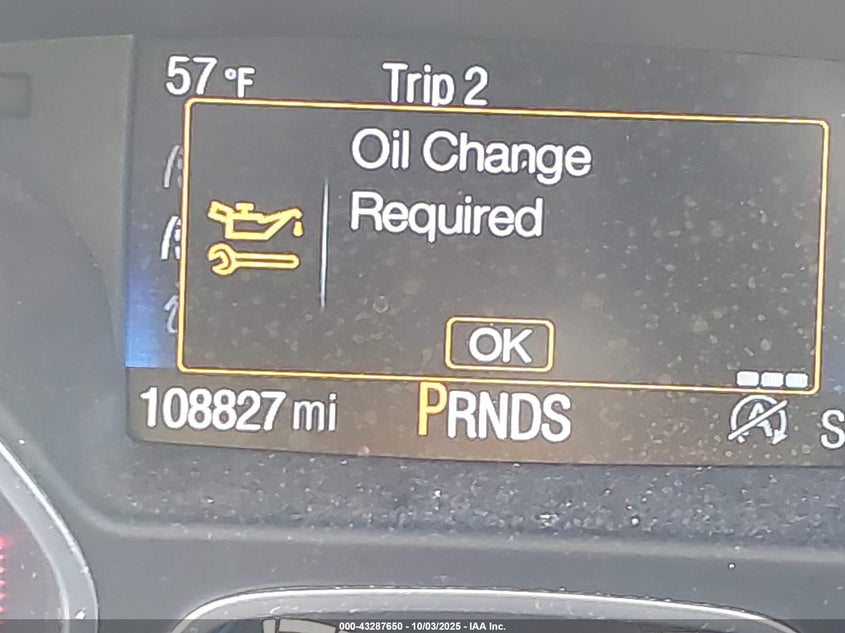 57 °F
Trip 2
Oil Change
Required
OK
108827 mi
PRNDS
A
S
000-43287650 - 10/03/2025 - IAA Inc.